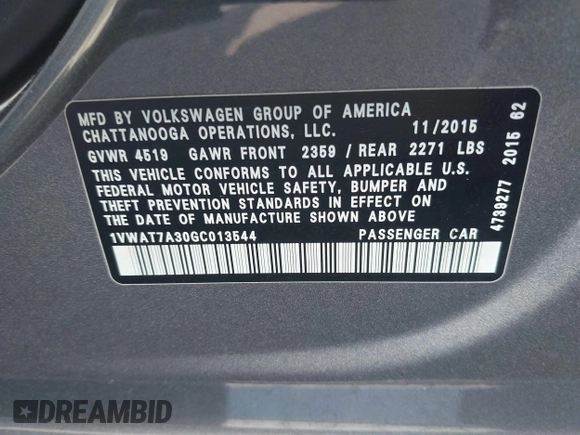 MFD BY VOLKSWAGEN GROUP OF AMERICA
CHATTANOOGA OPERATIONS, LLC. 11/2015
GVWR 4519 GAWR FRONT 2359 / REAR 2271 LBS
THIS VEHICLE CONFORMS TO ALL APPLICABLE U.S.
FEDERAL MOTOR VEHICLE SAFETY, BUMPER AND
THEFT PREVENTION STANDARDS IN EFFECT ON THE
DATE OF MANUFACTURE SHOWN ABOVE
1VWAT7A30GC013544 PASSENGER CAR
4739277 2015 62
DREAMBID